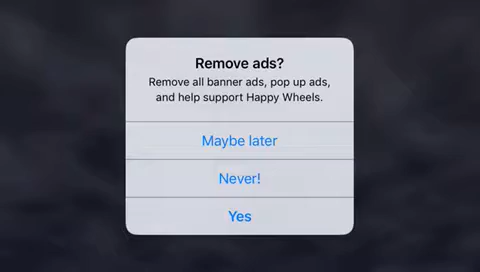 Remove ads?
Remove all banner ads, pop up ads,
and help support Happy Wheels.
Maybe later
Never!
Yes